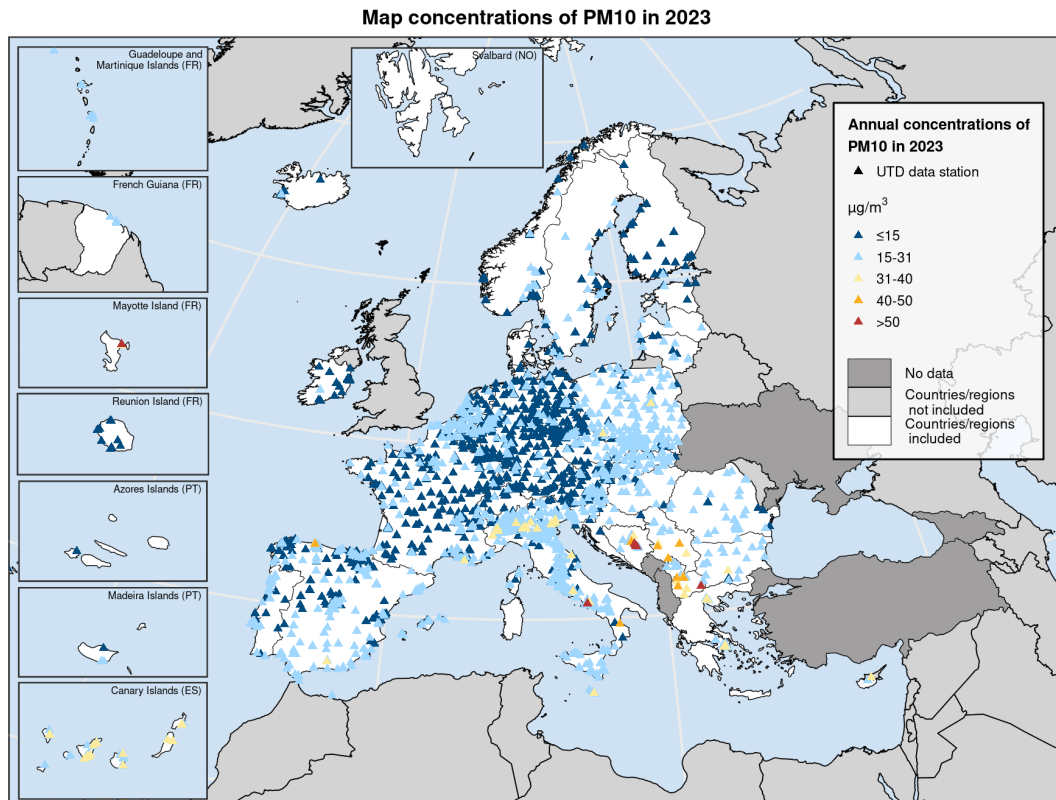 Map concentrations of PM10 in 2023
Guadeloupe and
Martinique Islands (FR)
Svalbard (NO)
French Guiana (FR)
Mayotte Island (FR)
Reunion Island (FR)
Azores Islands (PT)
Madeira Islands (PT)
Canary Islands (ES)
Annual concentrations of
PM10 in 2023
UTD data station
µg/m³
≤15
15-31
31-40
40-50
>50
No data
Countries/regions
not included
Countries/regions
included